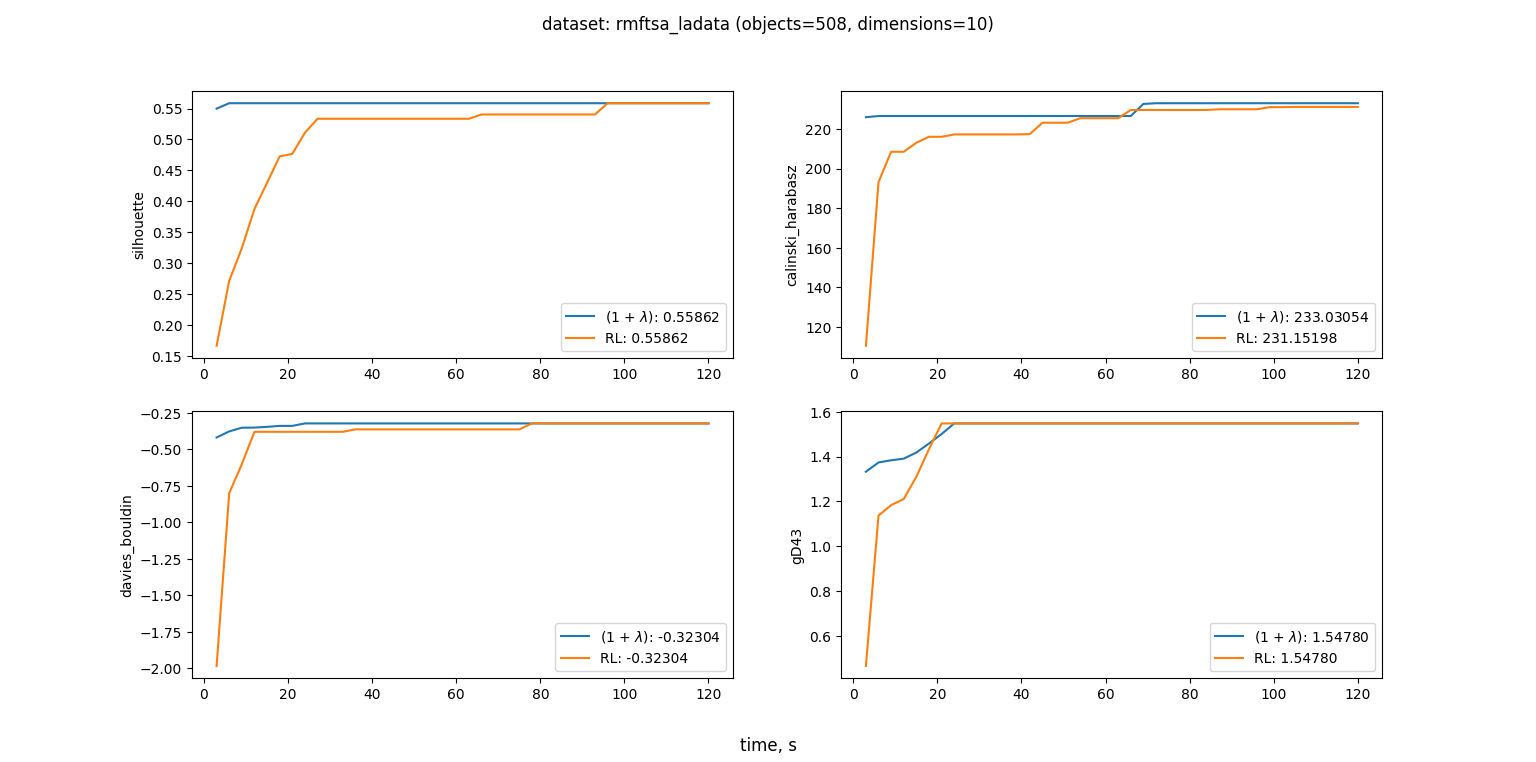 dataset: rmftsa_ladata (objects=508, dimensions=10)
silhouette
0.55
0.50
0.45
0.40
0.35
0.30
0.25
0.20
0.15
0 20 40 60 80 100 120
(1 + λ): 0.55862
RL: 0.55862
calinski_harabasz
220
200
180
160
140
120
0 20 40 60 80 100 120
(1 + λ): 233.03054
RL: 231.15198
davies_bouldin
−0.25
−0.50
−0.75
−1.00
−1.25
−1.50
−1.75
−2.00
0 20 40 60 80 100 120
(1 + λ): -0.32304
RL: -0.32304
gD43
1.6
1.4
1.2
1.0
0.8
0.6
0 20 40 60 80 100 120
(1 + λ): 1.54780
RL: 1.54780
time, s